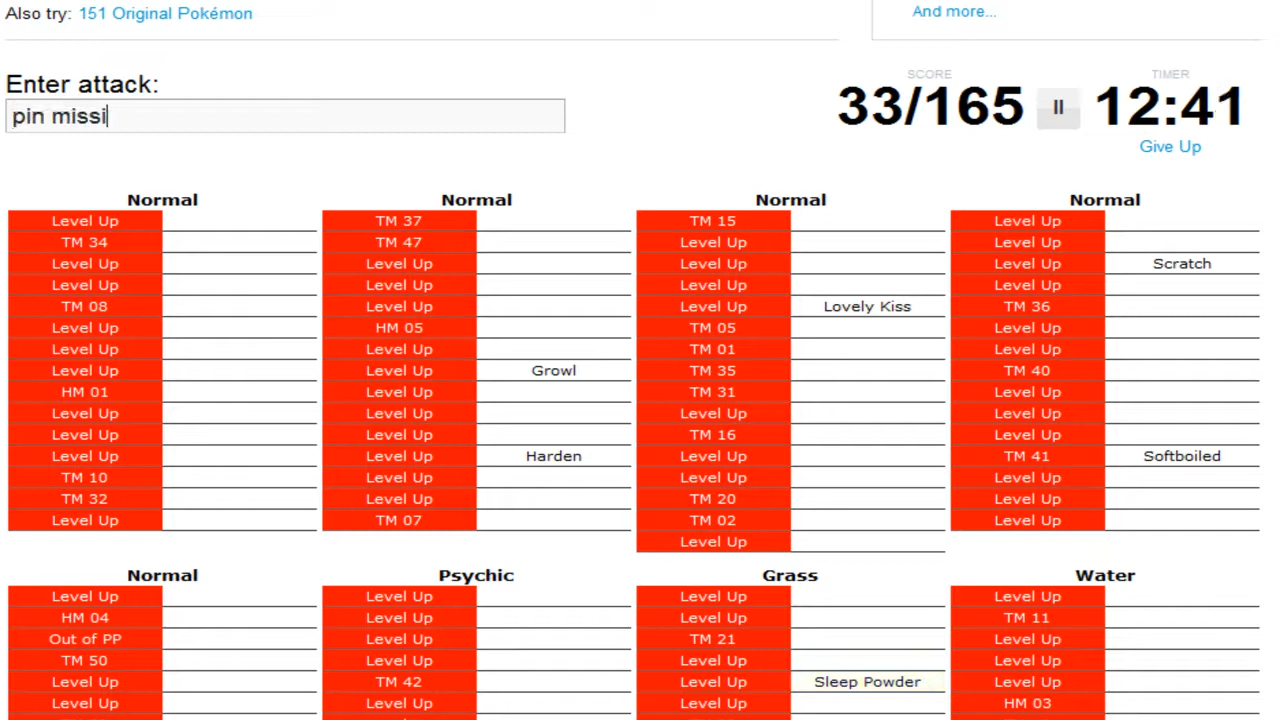 Also try: 151 Original Pokémon
And more...
Enter attack:
pin missi
SCORE
33/165
TIMER
12:41
Give Up
Normal Normal Normal Normal
Level Up TM 37 TM 15 Level Up
TM 34 TM 47 Level Up Level Up
Level Up Level Up Level Up Level Up Scratch
Level Up Level Up Level Up Level Up
TM 08 Level Up Level Up Lovely Kiss TM 36
Level Up HM 05 TM 05 Level Up
Level Up Level Up TM 01 Level Up
Level Up Level Up Growl TM 35 TM 40
HM 01 Level Up TM 31 Level Up
Level Up Level Up Level Up Level Up
Level Up Level Up TM 16 Level Up
Level Up Level Up Harden Level Up TM 41 Softboiled
TM 10 Level Up Level Up Level Up
TM 32 Level Up TM 20 Level Up
Level Up TM 07 TM 02 Level Up
Level Up
Normal Psychic Grass Water
Level Up Level Up Level Up Level Up
HM 04 Level Up Level Up TM 11
Out of PP Level Up TM 21 Level Up
TM 50 Level Up Level Up Level Up
Level Up TM 42 Level Up Sleep Powder Level Up
Level Up Level Up Level Up HM 03